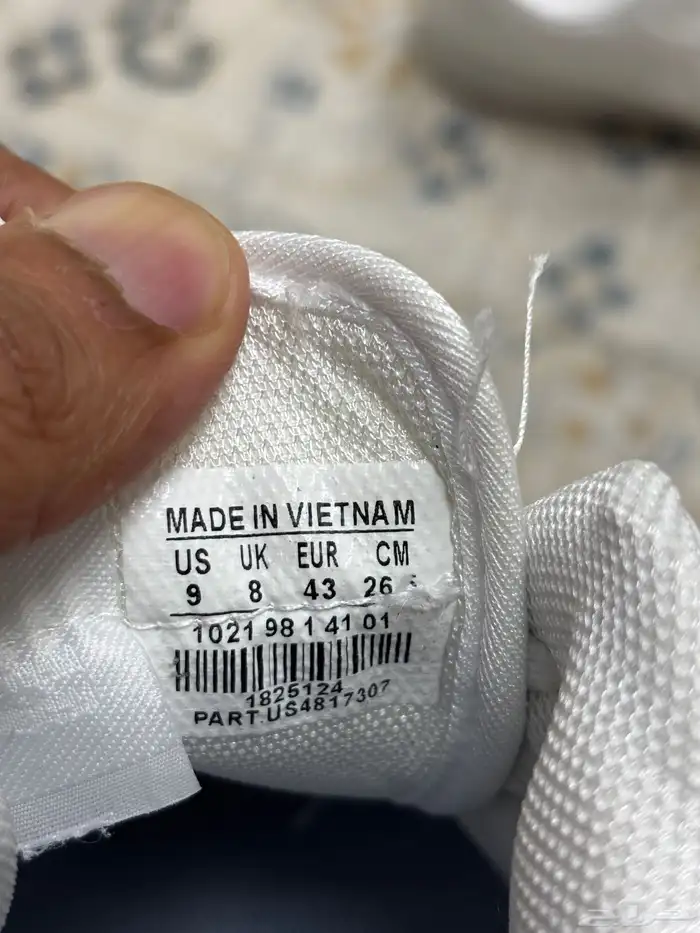 MADE IN VIETNAM
US UK EUR CM
9 8 43 26
1021 98 1 41 01
1825124
PART.US4817307